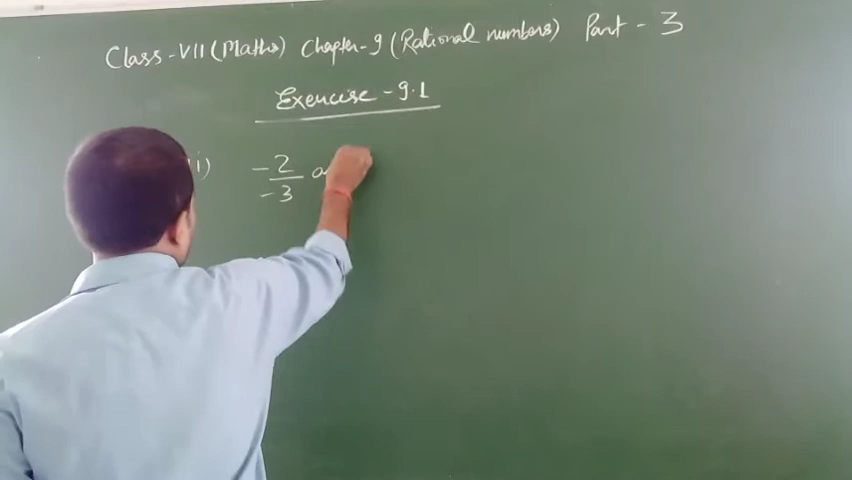 Class-VII (Maths) Chapter-9 (Rational numbers) Part - 3
Exercise - 9.1
i) -2
-3